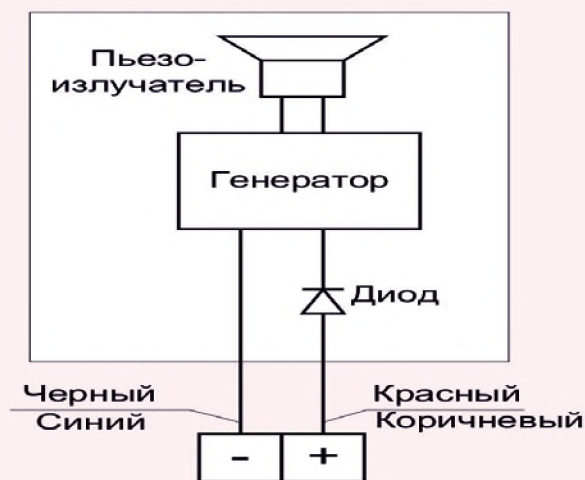 Пьезо-
излучатель
Генератор
Диод
Черный
Синий
Красный
Коричневый
- +